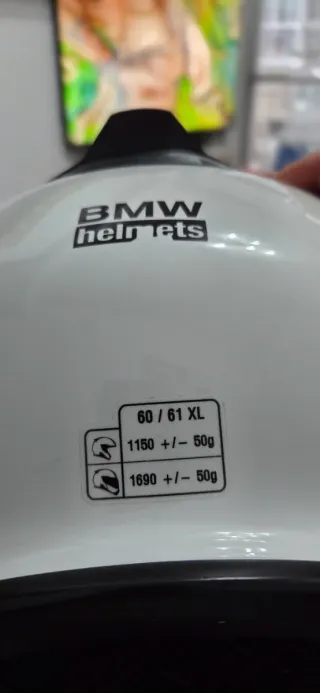 BMW
helmets
60 / 61 XL
1150 +/- 50g
1690 +/- 50g